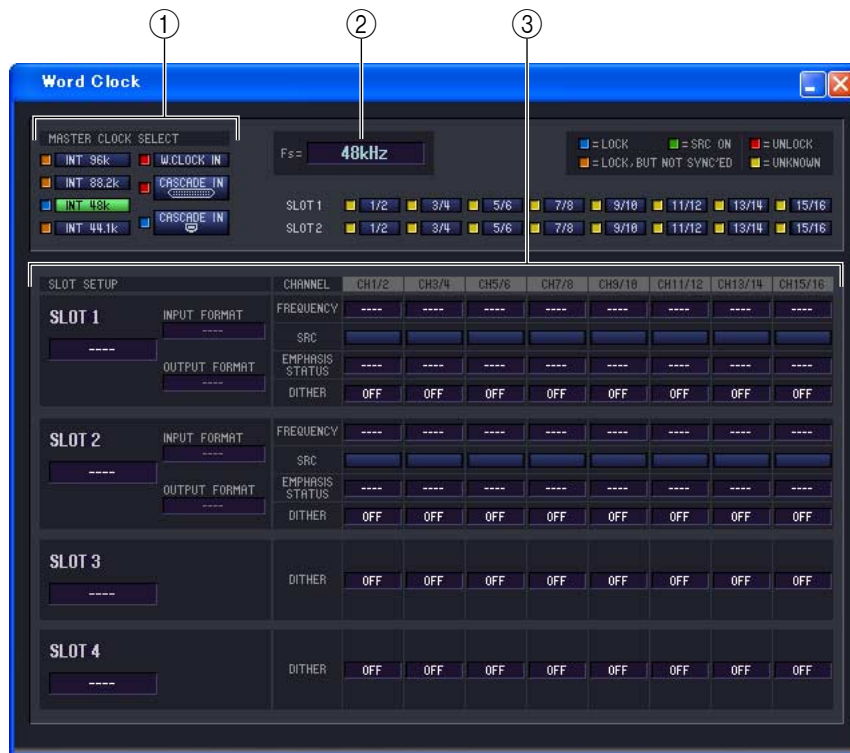 ① ② ③
Word Clock
MASTER CLOCK SELECT
INT 96k W.CLOCK IN
INT 88.2k CASCADE IN
INT 48k CASCADE IN
INT 44.1k
Fs= 48kHz
=LOCK =SRC ON =UNLOCK
=LOCK,BUT NOT SYNC'ED =UNKNOWN
SLOT1 1/2 3/4 5/6 7/8 9/10 11/12 13/14 15/16
SLOT2 1/2 3/4 5/6 7/8 9/10 11/12 13/14 15/16
SLOT SETUP CHANNEL CH1/2 CH3/4 CH5/6 CH7/8 CH9/10 CH11/12 CH13/14 CH15/16
SLOT 1 INPUT FORMAT FREQUENCY ---- ---- ---- ---- ---- ---- ---- ----
---- ---- SRC
OUTPUT FORMAT EMPHASIS STATUS ---- ---- ---- ---- ---- ---- ---- ----
---- DITHER OFF OFF OFF OFF OFF OFF OFF OFF
SLOT 2 INPUT FORMAT FREQUENCY ---- ---- ---- ---- ---- ---- ---- ----
---- ---- SRC
OUTPUT FORMAT EMPHASIS STATUS ---- ---- ---- ---- ---- ---- ---- ----
---- DITHER OFF OFF OFF OFF OFF OFF OFF OFF
SLOT 3
---- DITHER OFF OFF OFF OFF OFF OFF OFF OFF
SLOT 4
---- DITHER OFF OFF OFF OFF OFF OFF OFF OFF